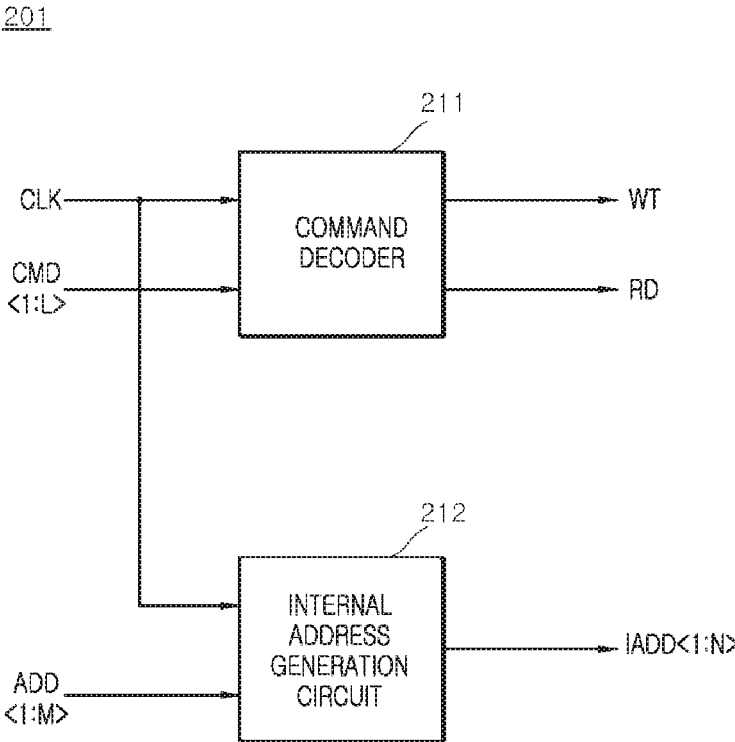 201
211
CLK
COMMAND
DECODER
WT
CMD
<1:L>
RD
212
INTERNAL
ADDRESS
GENERATION
CIRCUIT
IADD<1:N>
ADD
<1:M>